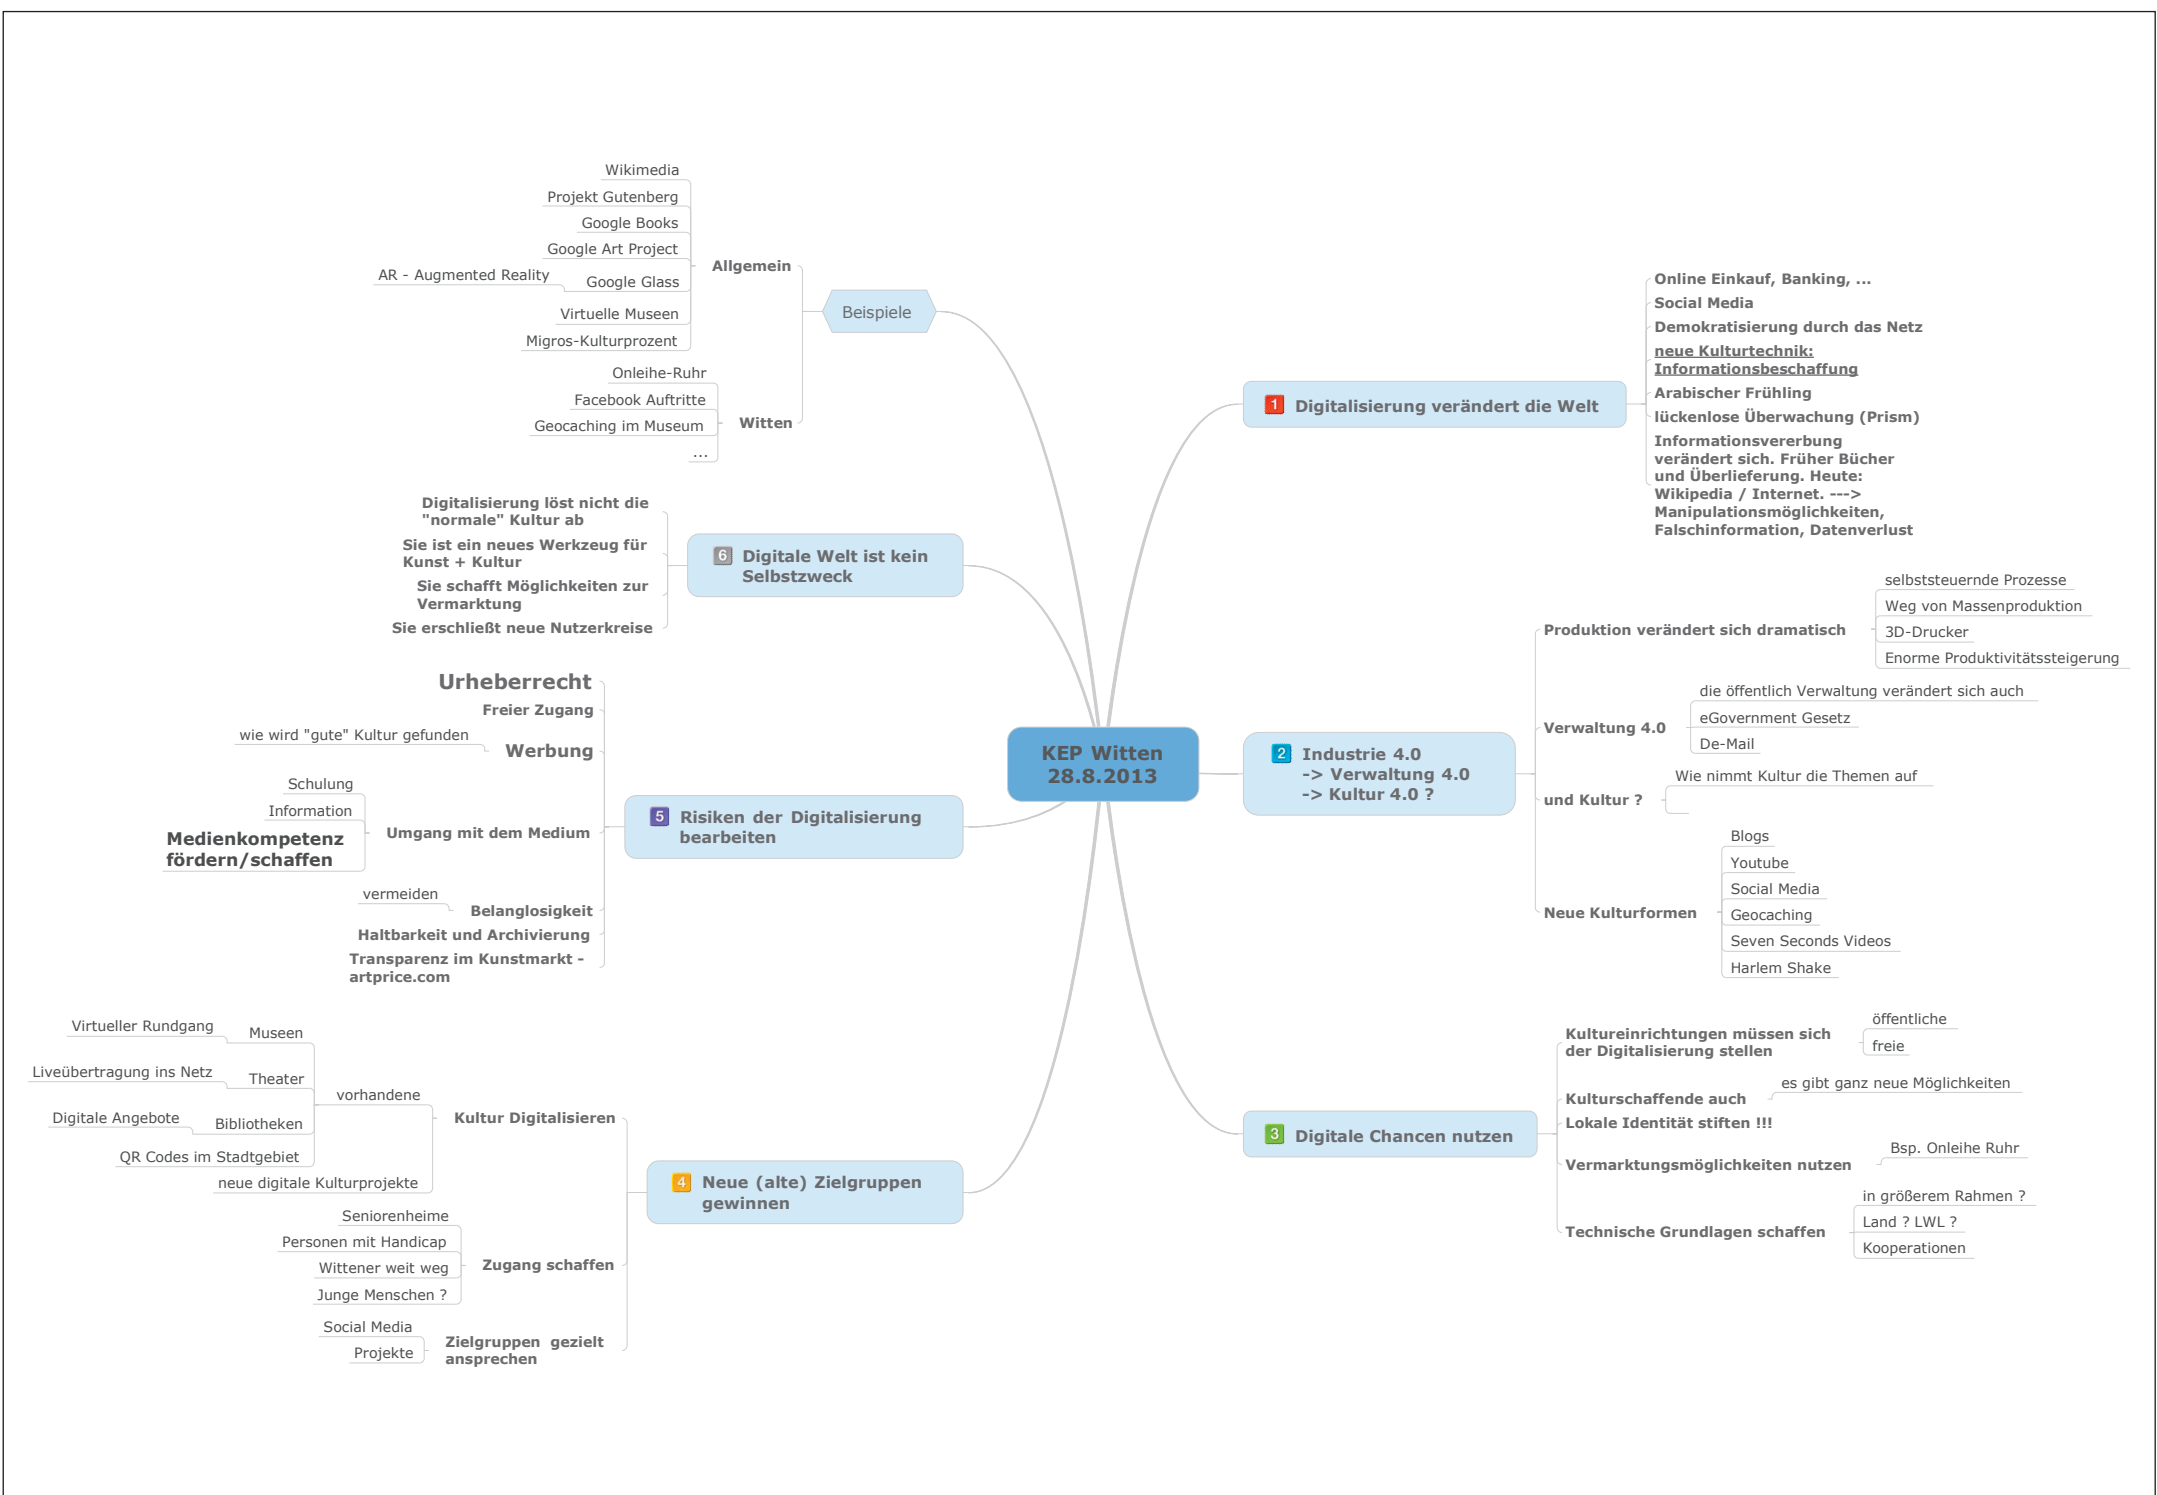 KEP Witten
28.8.2013
1 Digitalisierung verändert die Welt
Online Einkauf, Banking, ...
Social Media
Demokratisierung durch das Netz
neue Kulturtechnik:
Informationsbeschaffung
Arabischer Frühling
lückenlose Überwachung (Prism)
Informationsvererbung
verändert sich. Früher Bücher
und Überlieferung. Heute:
Wikipedia / Internet. --->
Manipulationsmöglichkeiten,
Falschinformation, Datenverlust
2 Industrie 4.0
-> Verwaltung 4.0
-> Kultur 4.0 ?
Produktion verändert sich dramatisch
selbststeuernde Prozesse
Weg von Massenproduktion
3D-Drucker
Enorme Produktivitätssteigerung
Verwaltung 4.0
die öffentlich Verwaltung verändert sich auch
eGovernment Gesetz
De-Mail
und Kultur ?
Wie nimmt Kultur die Themen auf
Neue Kulturformen
Blogs
Youtube
Social Media
Geocaching
Seven Seconds Videos
Harlem Shake
3 Digitale Chancen nutzen
Kultureinrichtungen müssen sich
der Digitalisierung stellen
öffentliche
freie
Kulturschaffende auch
es gibt ganz neue Möglichkeiten
Lokale Identität stiften !!!
Vermarktungsmöglichkeiten nutzen
Bsp. Onleihe Ruhr
Technische Grundlagen schaffen
in größerem Rahmen ?
Land ? LWL ?
Kooperationen
4 Neue (alte) Zielgruppen
gewinnen
Kultur Digitalisieren
vorhandene
Museen
Virtueller Rundgang
Theater
Liveübertragung ins Netz
Bibliotheken
Digitale Angebote
QR Codes im Stadtgebiet
neue digitale Kulturprojekte
Zugang schaffen
Seniorenheime
Personen mit Handicap
Wittener weit weg
Junge Menschen ?
Zielgruppen gezielt
ansprechen
Social Media
Projekte
5 Risiken der Digitalisierung
bearbeiten
Urheberrecht
Freier Zugang
Werbung
wie wird "gute" Kultur gefunden
Umgang mit dem Medium
Schulung
Information
Medienkompetenz
fördern/schaffen
Belanglosigkeit
vermeiden
Haltbarkeit und Archivierung
Transparenz im Kunstmarkt -
artprice.com
6 Digitale Welt ist kein
Selbstzweck
Digitalisierung löst nicht die
"normale" Kultur ab
Sie ist ein neues Werkzeug für
Kunst + Kultur
Sie schafft Möglichkeiten zur
Vermarktung
Sie erschließt neue Nutzerkreise
Beispiele
Allgemein
Wikimedia
Projekt Gutenberg
Google Books
Google Art Project
Google Glass
AR - Augmented Reality
Virtuelle Museen
Migros-Kulturprozent
Witten
Onleihe-Ruhr
Facebook Auftritte
Geocaching im Museum
...